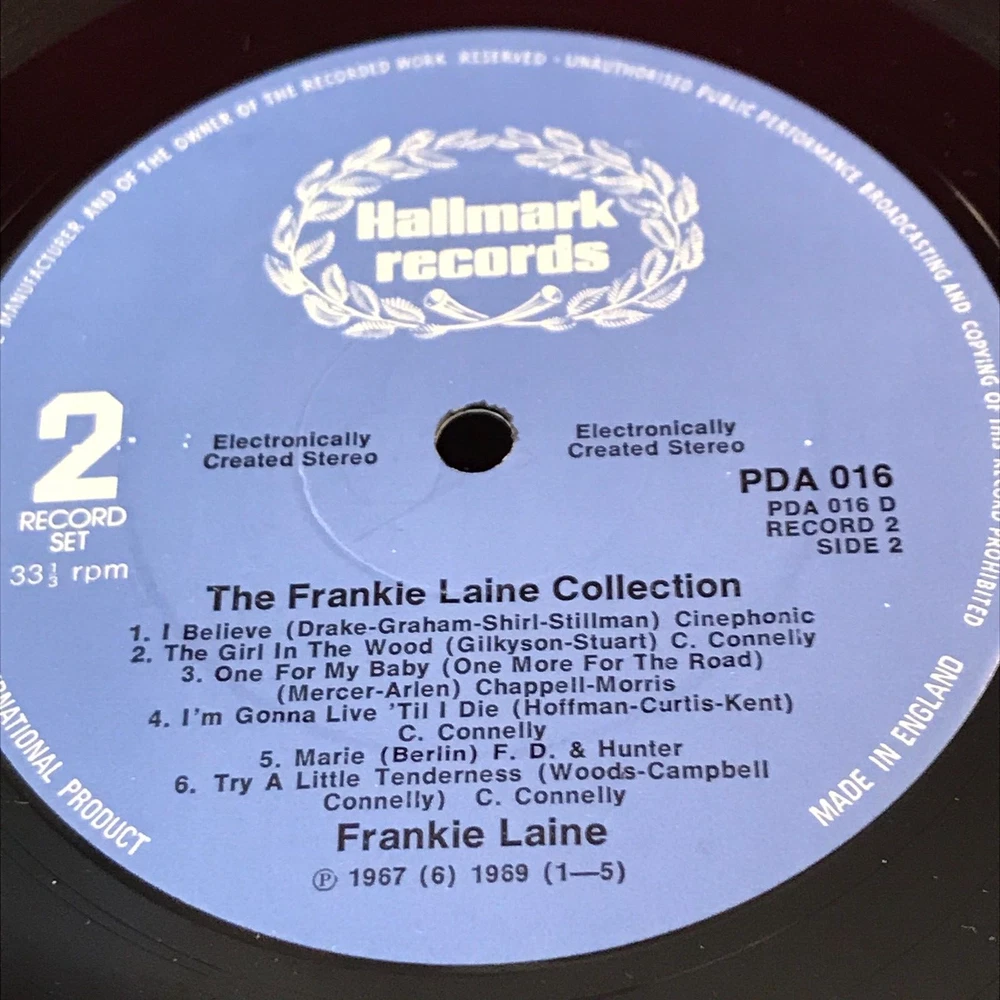 MANUFACTURER AND OF THE OWNER OF THE RECORDED WORK RESERVED · UNAUTHORISED PUBLIC PERFORMANCE BROADCASTING AND COPYING OF THIS RECORD PROHIBITED
Hallmark
records
2
RECORD
SET
33⅓ rpm
Electronically
Created Stereo
Electronically
Created Stereo
PDA 016
PDA 016 D
RECORD 2
SIDE 2
The Frankie Laine Collection
1. I Believe (Drake-Graham-Shirl-Stillman) Cinephonic
2. The Girl In The Wood (Gilkyson-Stuart) C. Connelly
3. One For My Baby (One More For The Road)
(Mercer-Arlen) Chappell-Morris
4. I'm Gonna Live 'Til I Die (Hoffman-Curtis-Kent)
C. Connelly
5. Marie (Berlin) F. D. & Hunter
6. Try A Little Tenderness (Woods-Campbell
Connelly) C. Connelly
Frankie Laine
℗ 1967 (6) 1969 (1—5)
PRODUCT
MADE IN ENGLAND